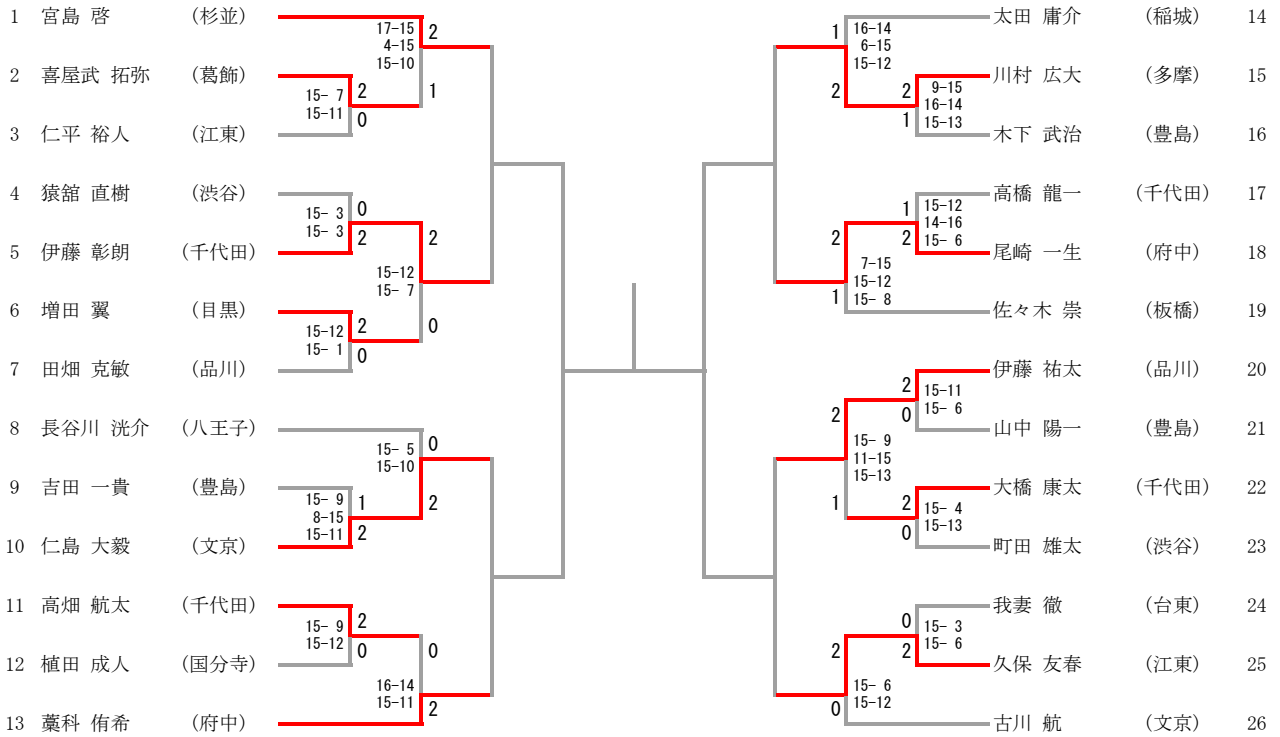 1 宮島 啓 (杉並)
17-15 2
4-15
15-10
2 喜屋武 拓弥 (葛飾)
15- 7 2 1
15-11 0
3 仁平 裕人 (江東)
4 猿舘 直樹 (渋谷)
15- 3 0
15- 3 2 2
5 伊藤 彰朗 (千代田)
15-12
15- 7
6 増田 翼 (目黒)
15-12 2 0
15- 1 0
7 田畑 克敏 (品川)
8 長谷川 洸介 (八王子)
15- 5 0
15-10
9 吉田 一貴 (豊島)
15- 9 1 2
8-15
15-11 2
10 仁島 大毅 (文京)
11 高畑 航太 (千代田)
15- 9 2
15-12 0 0
12 植田 成人 (国分寺)
16-14
15-11 2
13 藁科 侑希 (府中)
太田 庸介 (稲城) 14
1 16-14
6-15
15-12
川村 広大 (多摩) 15
2 2 9-15
16-14
1 15-13
木下 武治 (豊島) 16
高橋 龍一 (千代田) 17
1 15-12
14-16
2 2 15- 6
尾崎 一生 (府中) 18
7-15
15-12
1 15- 8
佐々木 崇 (板橋) 19
伊藤 祐太 (品川) 20
2 15-11
2 0 15- 6
山中 陽一 (豊島) 21
15- 9
11-15
15-13
大橋 康太 (千代田) 22
1 2 15- 4
0 15-13
町田 雄太 (渋谷) 23
我妻 徹 (台東) 24
0 15- 3
2 2 15- 6
久保 友春 (江東) 25
15- 6
0 15-12
古川 航 (文京) 26